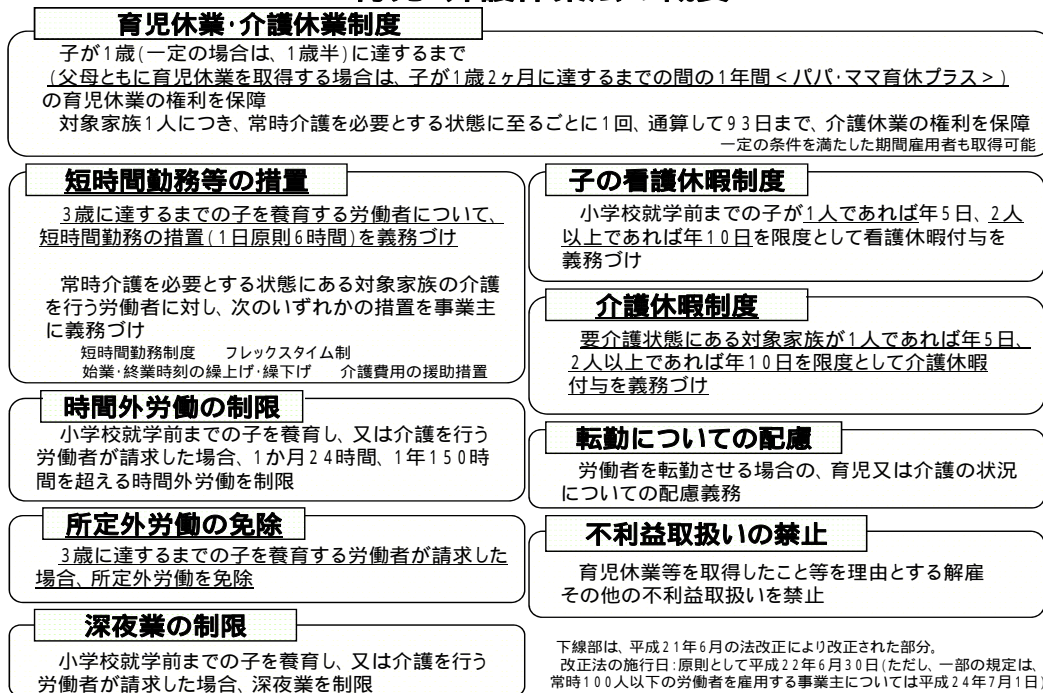 育児休業・介護休業制度
子が1歳(一定の場合は、1歳半)に達するまで
(父母ともに育児休業を取得する場合は、子が1歳2ヶ月に達するまでの間の1年間<パパ・ママ育休プラス>)
の育児休業の権利を保障
対象家族1人につき、常時介護を必要とする状態に至るごとに1回、通算して93日まで、介護休業の権利を保障
一定の条件を満たした期間雇用者も取得可能
短時間勤務等の措置
3歳に達するまでの子を養育する労働者について、
短時間勤務の措置(1日原則6時間)を義務づけ
常時介護を必要とする状態にある対象家族の介護
を行う労働者に対し、次のいずれかの措置を事業主
に義務づけ
短時間勤務制度 フレックスタイム制
始業・終業時刻の繰上げ・繰下げ 介護費用の援助措置
時間外労働の制限
小学校就学前までの子を養育し、又は介護を行う
労働者が請求した場合、1か月24時間、1年150時
間を超える時間外労働を制限
所定外労働の免除
3歳に達するまでの子を養育する労働者が請求した
場合、所定外労働を免除
深夜業の制限
小学校就学前までの子を養育し、又は介護を行う
労働者が請求した場合、深夜業を制限
子の看護休暇制度
小学校就学前までの子が1人であれば年5日、2人
以上であれば年10日を限度として看護休暇付与を
義務づけ
介護休暇制度
要介護状態にある対象家族が1人であれば年5日、
2人以上であれば年10日を限度として介護休暇
付与を義務づけ
転勤についての配慮
労働者を転勤させる場合の、育児又は介護の状況
についての配慮義務
不利益取扱いの禁止
育児休業等を取得したこと等を理由とする解雇
その他の不利益取扱いを禁止
下線部は、平成21年6月の法改正により改正された部分。
改正法の施行日:原則として平成22年6月30日(ただし、一部の規定は、
常時100人以下の労働者を雇用する事業主については平成24年7月1日)